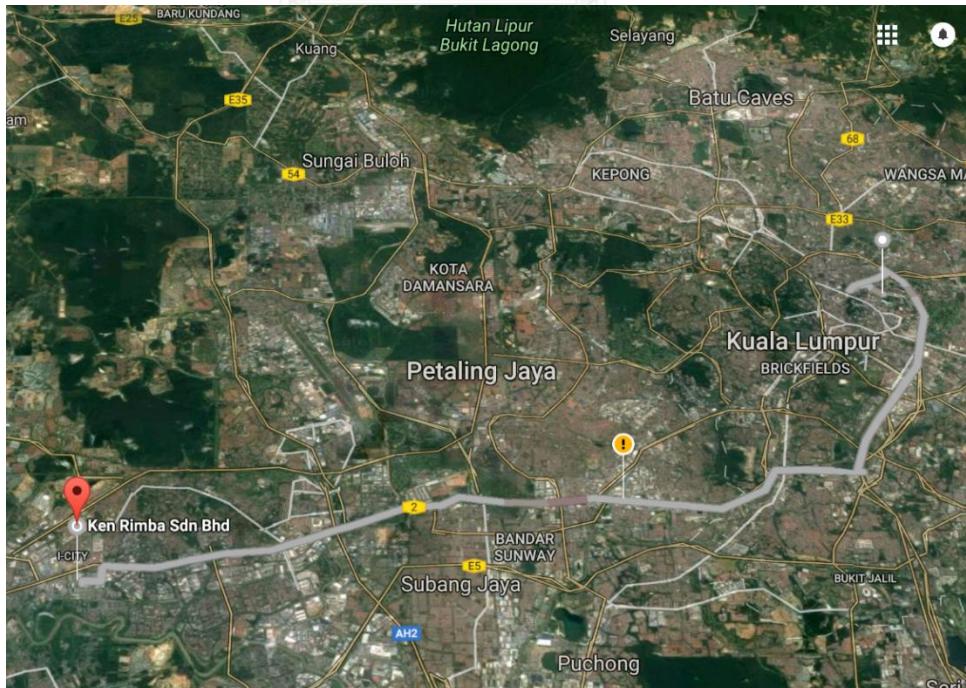 E25
BARU KUNDANG
Hutan Lipur
Bukit Lagong
Selayang
Kuang
E35
Batu Caves
am
68
Sungai Buloh
54
KEPONG
WANGSA MA
E33
KOTA
DAMANSARA
Kuala Lumpur
BRICKFIELDS
Petaling Jaya
!
2
Ken Rimba Sdn Bhd
I-CITY
BANDAR
SUNWAY
E5
Subang Jaya
BUKIT JALIL
AH2
Puchong
Seri